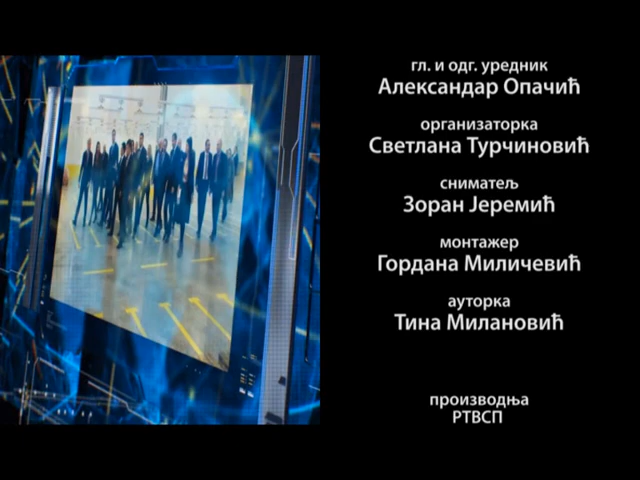 гл. и одг. уредник
Александар Опачић
организаторка
Светлана Турчиновић
сниматељ
Зоран Јеремић
монтажер
Гордана Миличевић
ауторка
Тина Милановић
производња
РТВСП